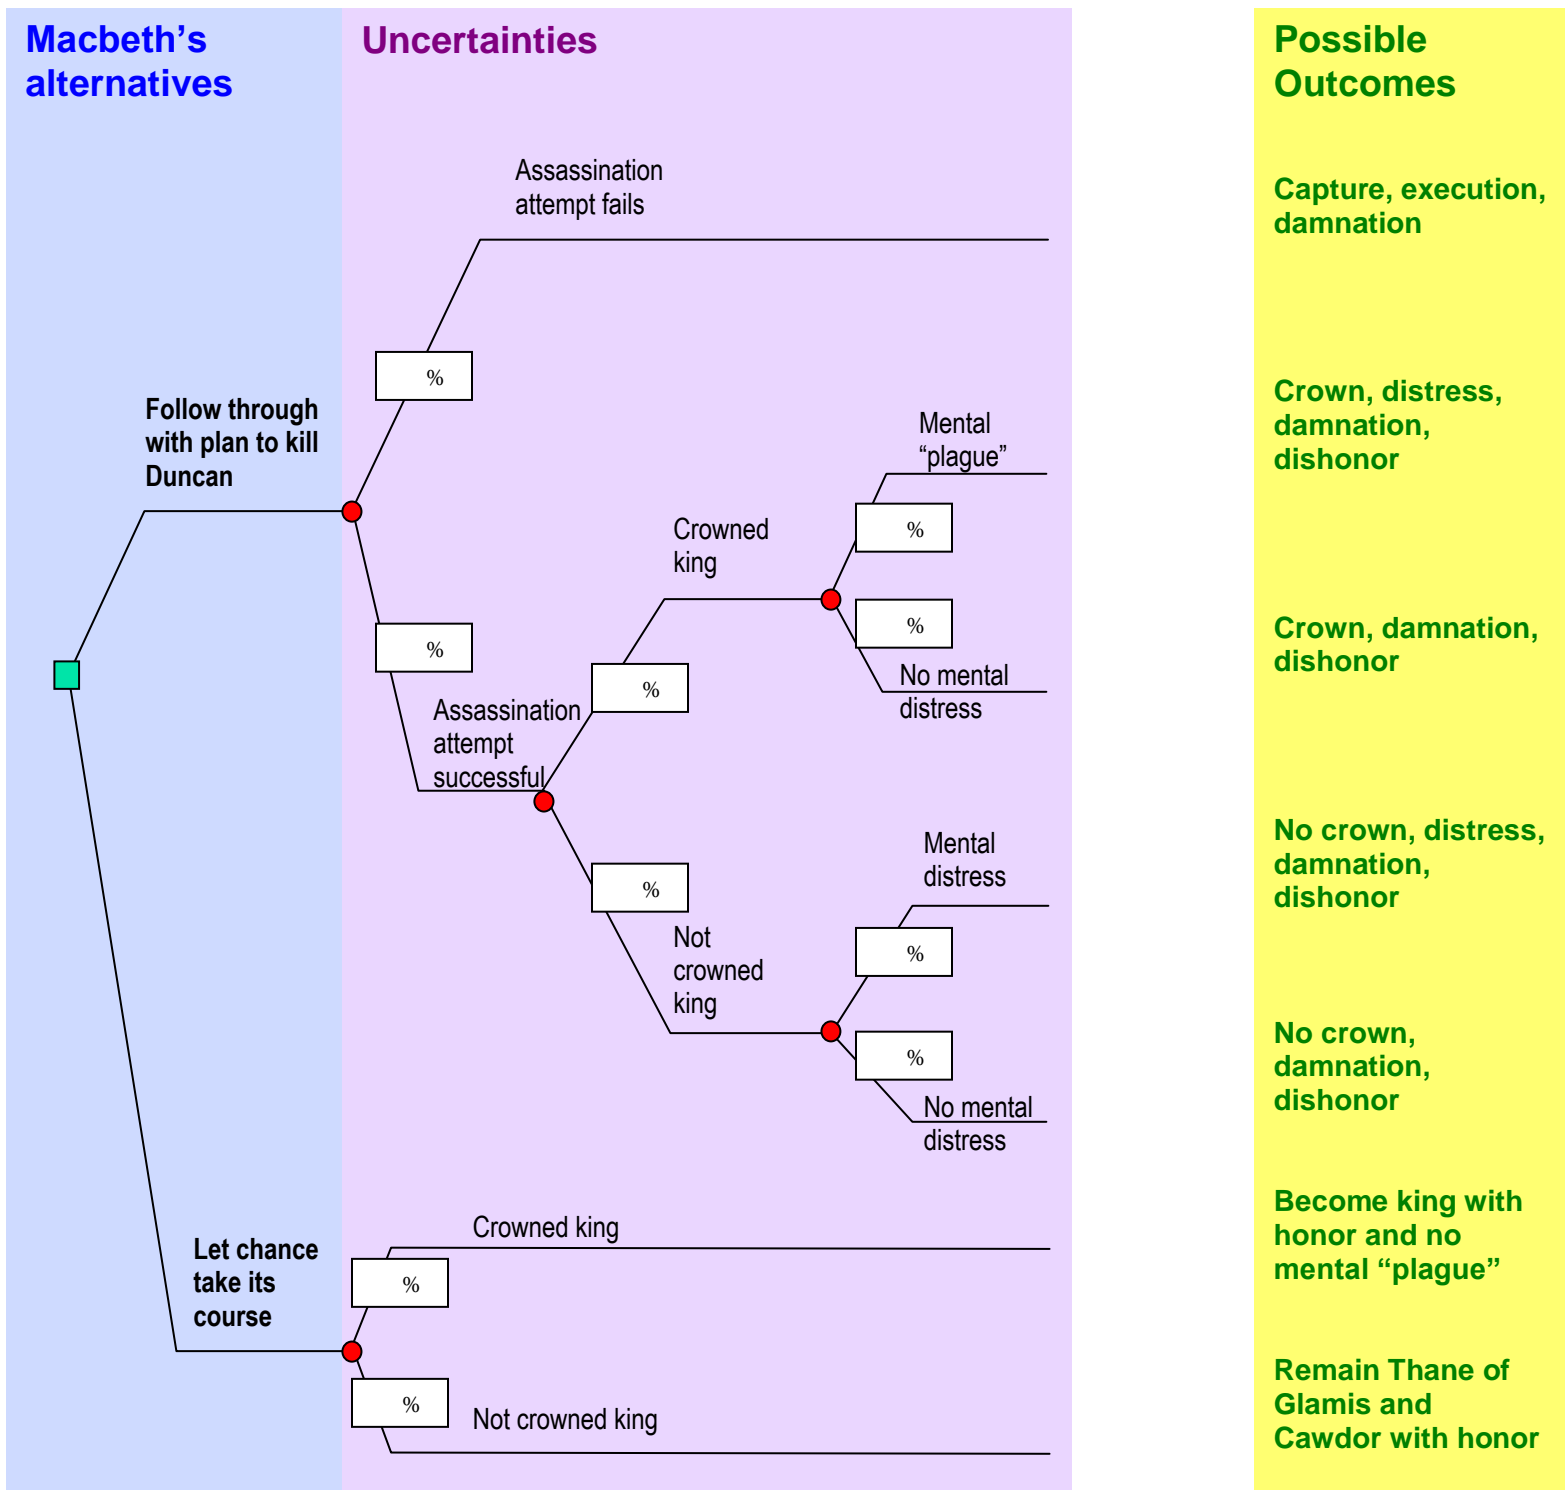 Macbeth’s
alternatives
Uncertainties
Possible
Outcomes
Assassination
attempt fails
Capture, execution,
damnation
%
Follow through
with plan to kill
Duncan
Crown, distress,
damnation,
dishonor
Mental
“plague”
%
Crowned
king
%
Crown, damnation,
dishonor
%
%
No mental
distress
Assassination
attempt
successful
No crown, distress,
damnation,
dishonor
Mental
distress
%
Not
crowned
king
%
No crown,
damnation,
dishonor
%
No mental
distress
Become king with
honor and no
mental “plague”
Crowned king
Let chance
take its
course
%
Remain Thane of
Glamis and
Cawdor with honor
%
Not crowned king